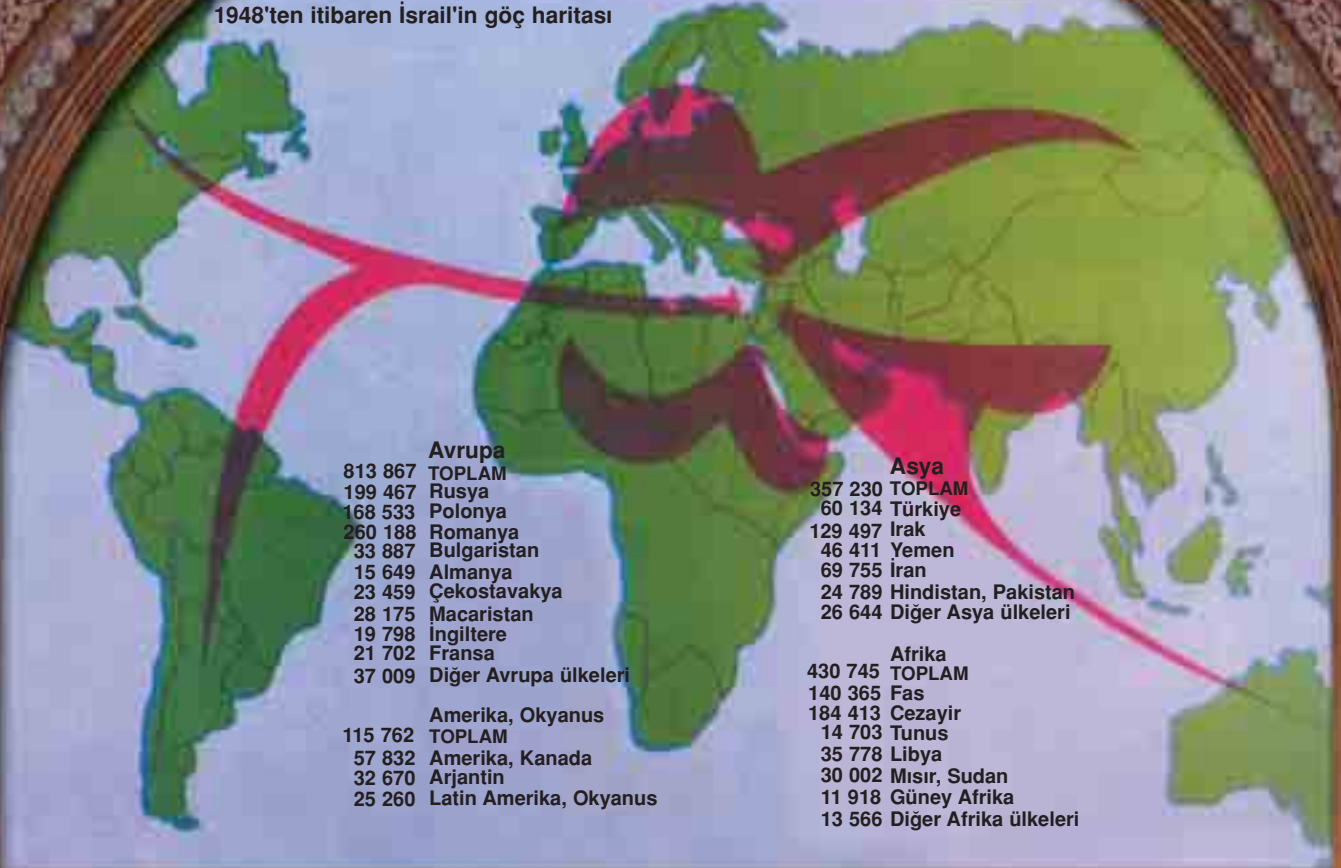 1948'ten itibaren İsrail'in göç haritası
Avrupa
813 867 TOPLAM
199 467 Rusya
168 533 Polonya
260 188 Romanya
33 887 Bulgaristan
15 649 Almanya
23 459 Çekostavakya
28 175 Macaristan
19 798 İngiltere
21 702 Fransa
37 009 Diğer Avrupa ülkeleri
Amerika, Okyanus
115 762 TOPLAM
57 832 Amerika, Kanada
32 670 Arjantin
25 260 Latin Amerika, Okyanus
Asya
357 230 TOPLAM
60 134 Türkiye
129 497 Irak
46 411 Yemen
69 755 İran
24 789 Hindistan, Pakistan
26 644 Diğer Asya ülkeleri
Afrika
430 745 TOPLAM
140 365 Fas
184 413 Cezayir
14 703 Tunus
35 778 Libya
30 002 Mısır, Sudan
11 918 Güney Afrika
13 566 Diğer Afrika ülkeleri